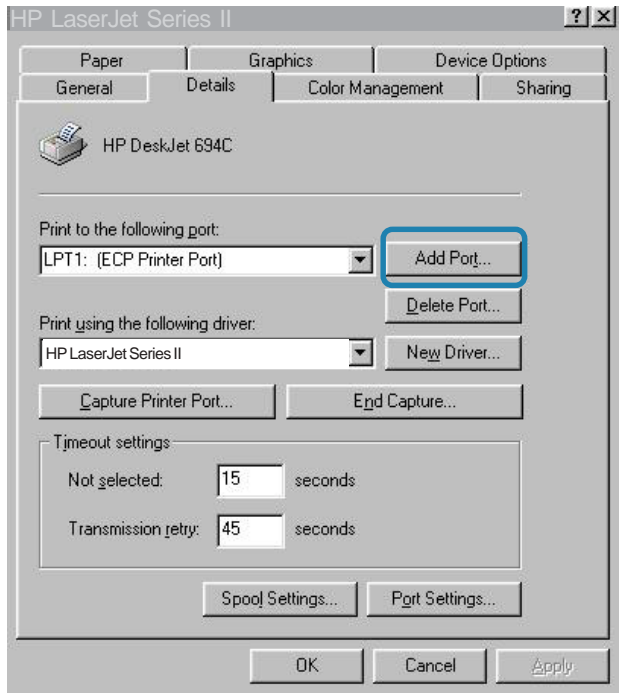 HP LaserJet Series II
Paper Graphics Device Options
General Details Color Management Sharing
HP DeskJet 694C
Print to the following port:
LPT1: (ECP Printer Port) Add Port...
Delete Port...
Print using the following driver:
HP LaserJet Series II New Driver...
Capture Printer Port... End Capture...
Timeout settings
Not selected: 15 seconds
Transmission retry: 45 seconds
Spool Settings... Port Settings...
OK Cancel Apply